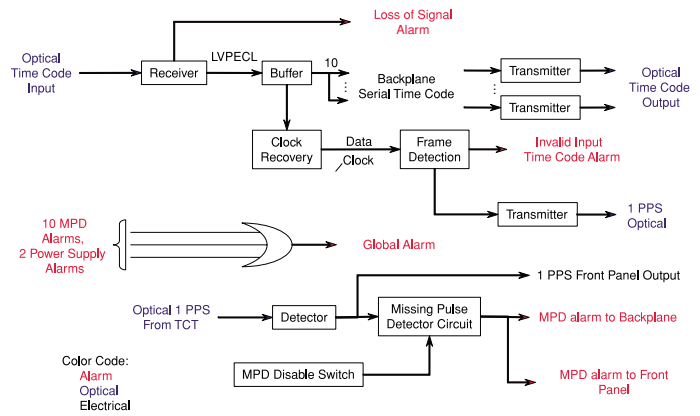 Loss of Signal
Alarm
Optical
Time Code
Input
Receiver
LVPECL
Buffer
10
Backplane
Serial Time Code
Transmitter
Transmitter
Optical
Time Code
Output
Clock
Recovery
Data
Clock
Frame
Detection
Invalid Input
Time Code Alarm
Transmitter
1 PPS
Optical
10 MPD
Alarms,
2 Power Supply
Alarms
Global Alarm
1 PPS Front Panel Output
Optical 1 PPS
From TCT
Detector
Missing Pulse
Detector Circuit
MPD alarm to Backplane
MPD Disable Switch
MPD alarm to Front
Panel
Color Code:
Alarm
Optical
Electrical